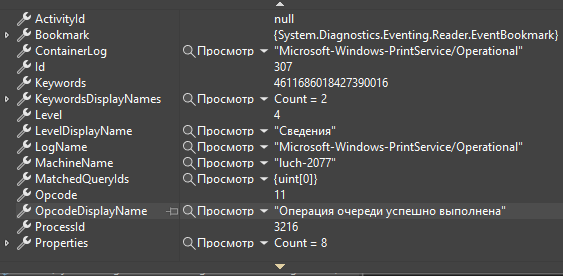 ActivityId null
Bookmark {System.Diagnostics.Eventing.Reader.EventBookmark}
ContainerLog Просмотр "Microsoft-Windows-PrintService/Operational"
Id 307
Keywords 4611686018427390016
KeywordsDisplayNames Просмотр Count = 2
Level 4
LevelDisplayName Просмотр "Сведения"
LogName Просмотр "Microsoft-Windows-PrintService/Operational"
MachineName Просмотр "luch-2077"
MatchedQueryIds Просмотр {uint[0]}
Opcode 11
OpcodeDisplayName Просмотр "Операция очереди успешно выполнена"
ProcessId 3216
Properties Просмотр Count = 8